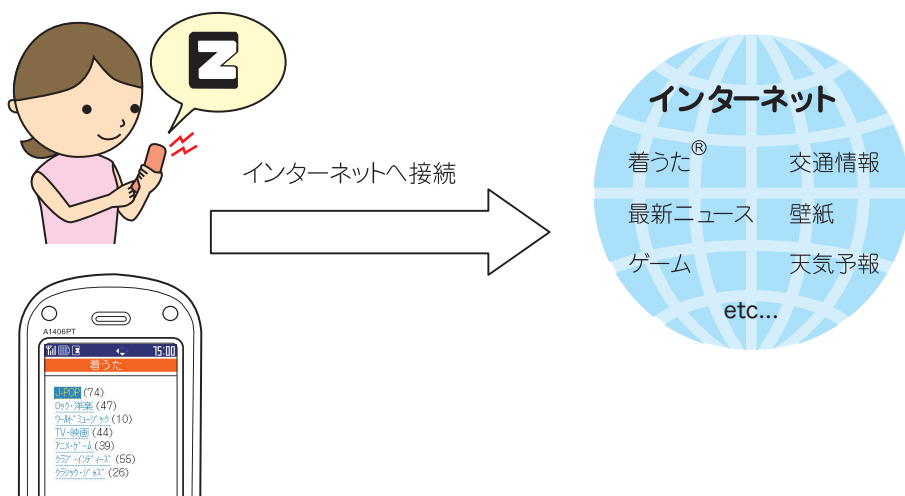 インターネットへ接続
インターネット
着うた® 交通情報
最新ニュース 壁紙
ゲーム 天気予報
etc...
A1406PT
15:00
着うた
J-POP (74)
ロック・洋楽 (47)
ワールドミュージック (10)
TV・映画 (44)
アニメ・ゲーム (39)
クラブ・インディーズ (55)
クラシック・ジャズ (26)